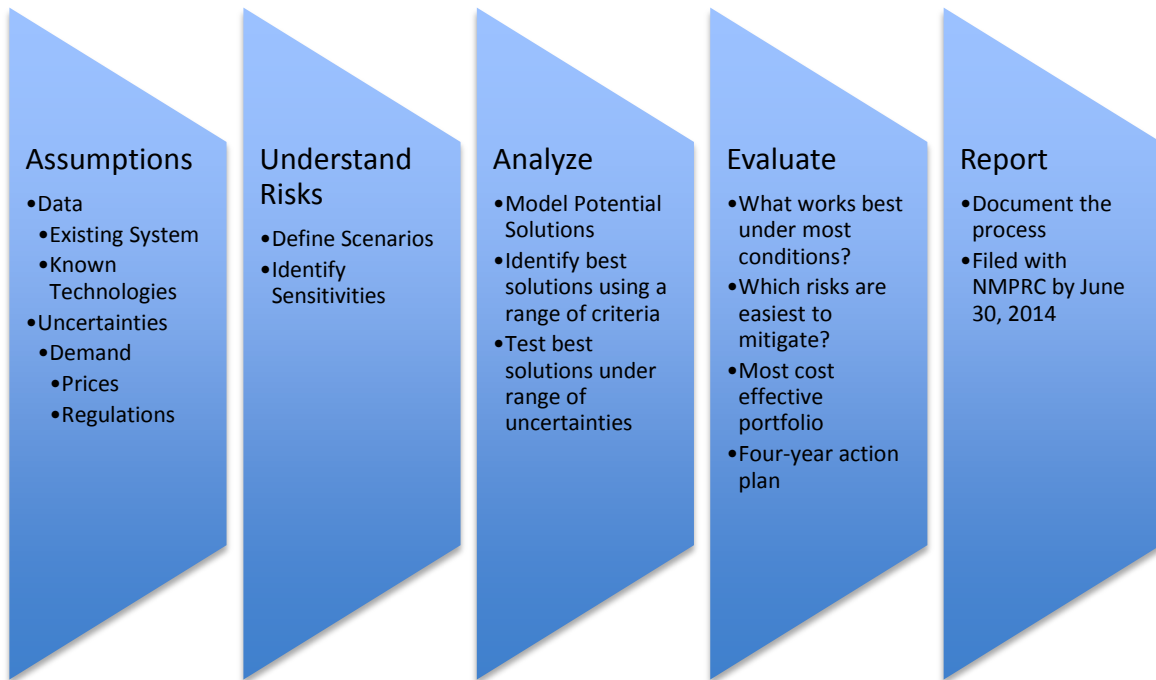 Assumptions
•Data
•Existing System
•Known
Technologies
•Uncertainties
•Demand
•Prices
•Regulations
Understand
Risks
•Define Scenarios
•Identify
Sensitivities
Analyze
•Model Potential
Solutions
•Identify best
solutions using a
range of criteria
•Test best
solutions under
range of
uncertainties
Evaluate
•What works best
under most
conditions?
•Which risks are
easiest to
mitigate?
•Most cost
effective
portfolio
•Four-year action
plan
Report
•Document the
process
•Filed with
NMPRC by June
30, 2014